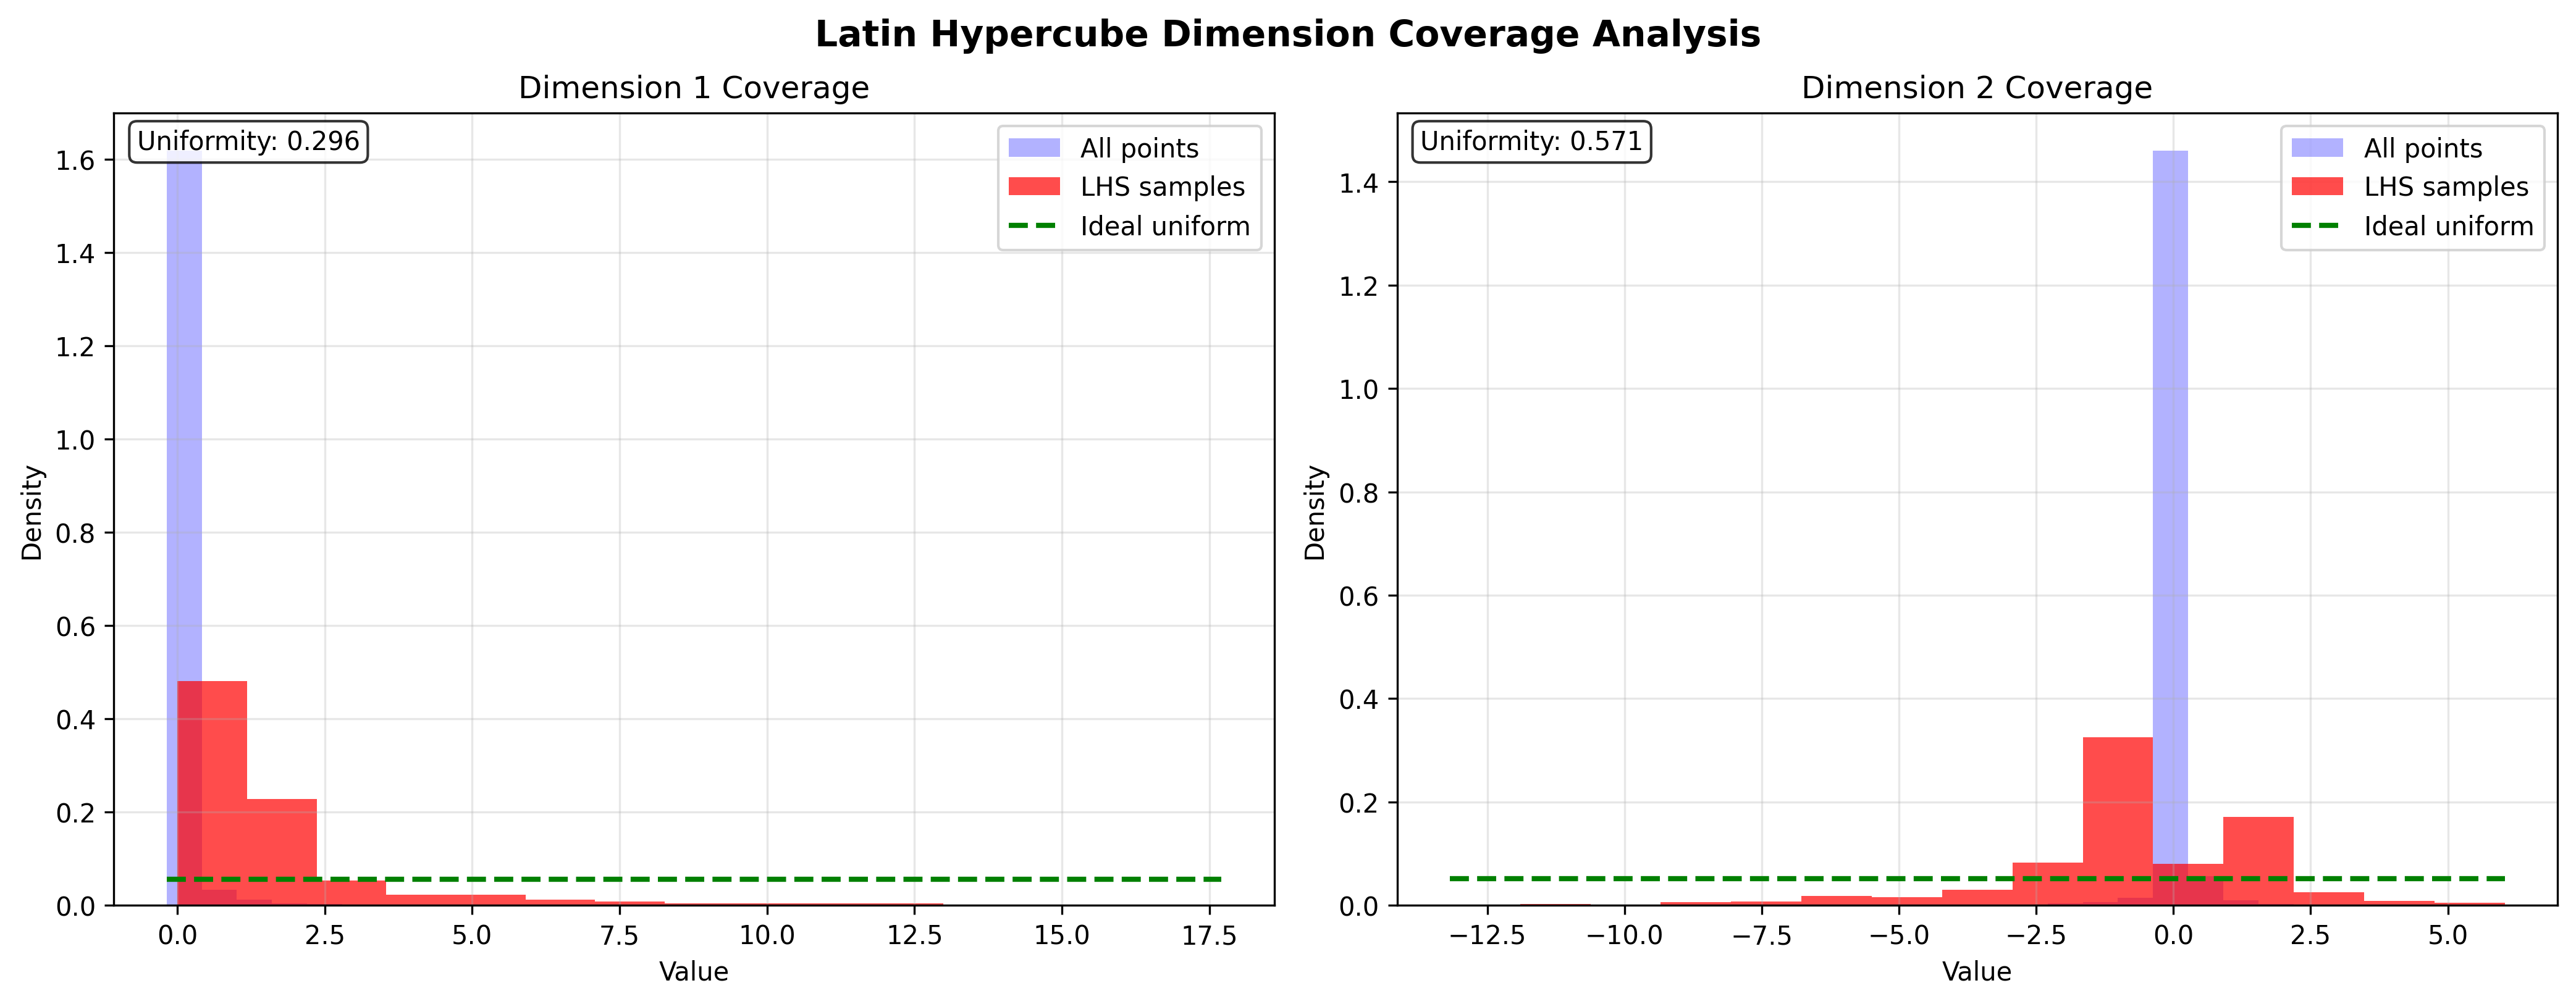 Latin Hypercube Dimension Coverage Analysis
Dimension 1 Coverage
Uniformity: 0.296
All points
LHS samples
Ideal uniform
1.6
1.4
1.2
1.0
0.8
0.6
0.4
0.2
0.0
Density
0.0 2.5 5.0 7.5 10.0 12.5 15.0 17.5
Value
Dimension 2 Coverage
Uniformity: 0.571
All points
LHS samples
Ideal uniform
1.4
1.2
1.0
0.8
0.6
0.4
0.2
0.0
Density
−12.5 −10.0 −7.5 −5.0 −2.5 0.0 2.5 5.0
Value